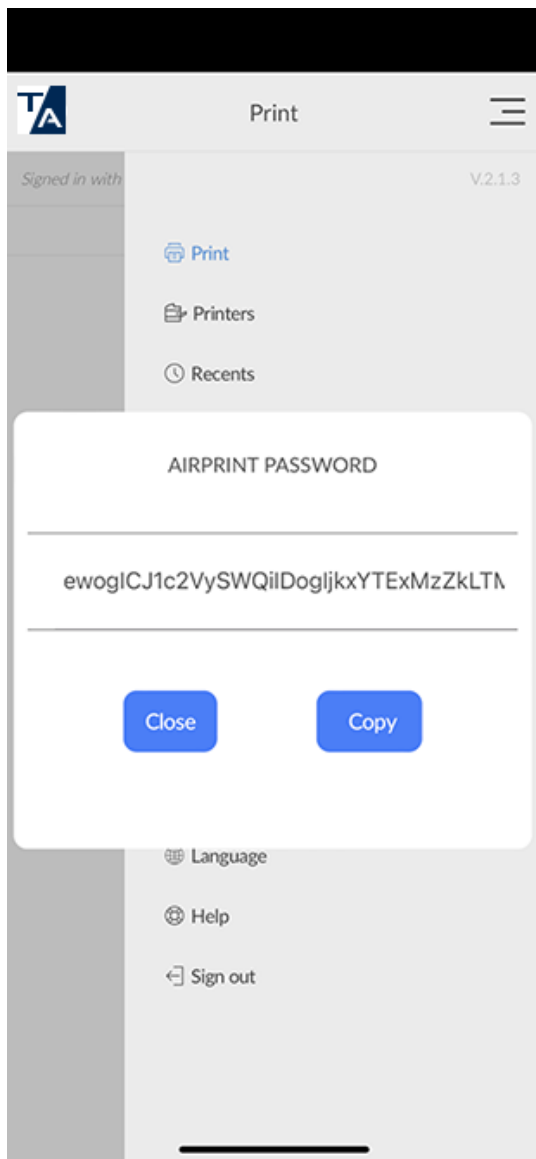 TA
Print
Signed in with
V.2.1.3
Print
Printers
Recents
AIRPRINT PASSWORD
ewogICJ1c2VySWQiIDogIjkxYTExMzZkLTM
Close
Copy
Language
Help
Sign out